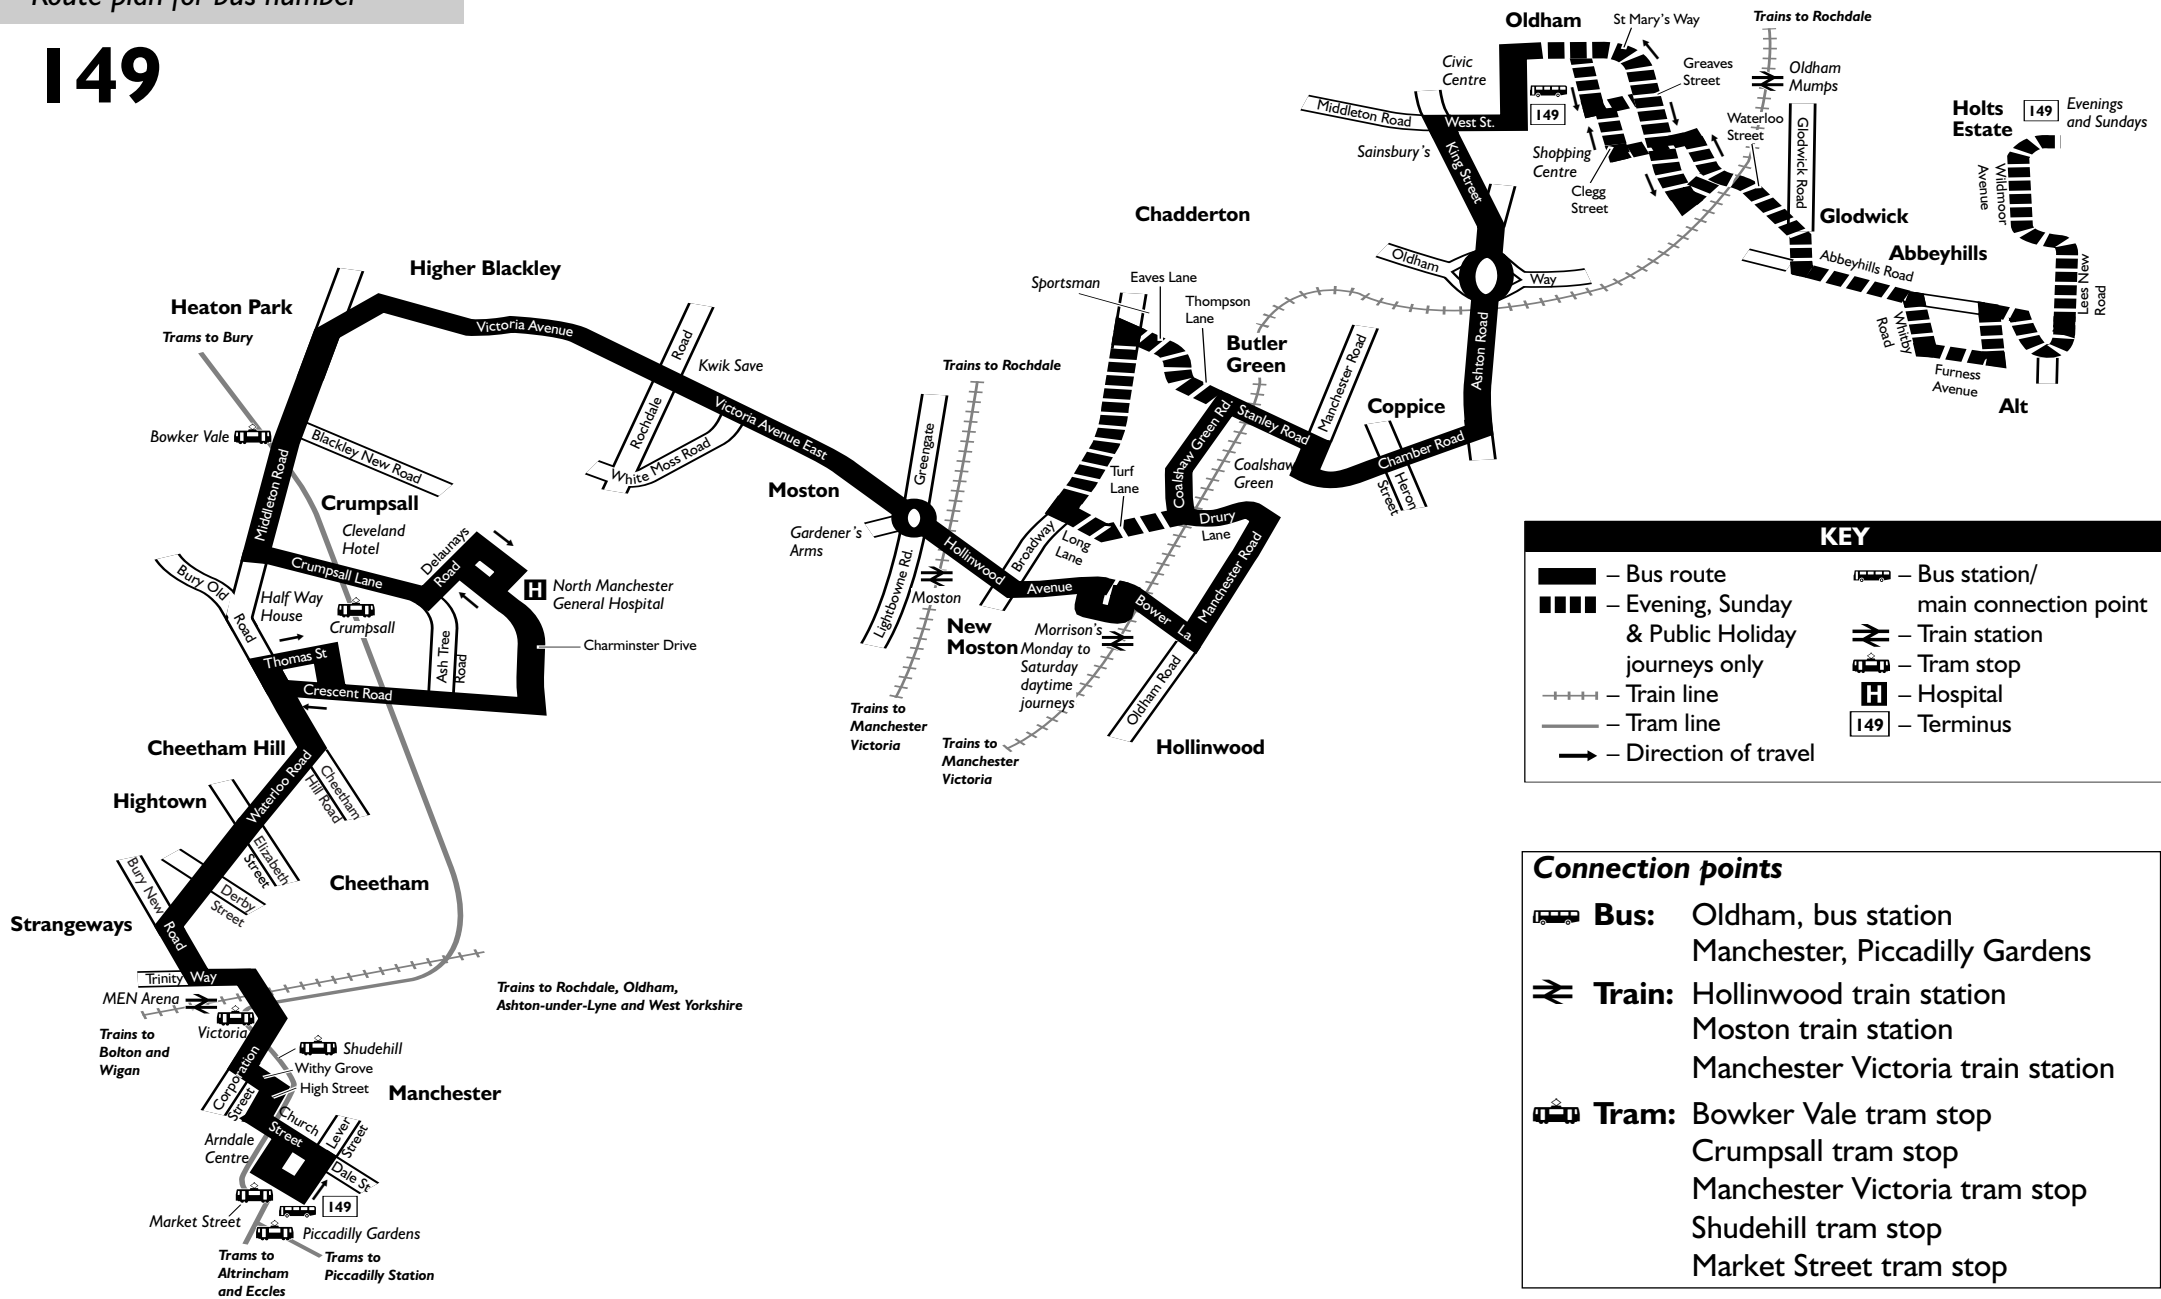 Route plan for bus number
149
Oldham
St Mary's Way
Trains to Rochdale
Civic
Centre
Greaves
Street
Oldham
Mumps
Middleton Road
West St.
149
Waterloo
Street
Glodwick Road
Holts
Estate
149
Evenings
and Sundays
Sainsbury's
King Street
Shopping
Centre
Clegg
Street
Wildmoor
Avenue
Glodwick
Chadderton
Oldham
Way
Abbeyhills Road
Abbeyhills
Lees New
Road
Whitby
Road
Furness
Avenue
Alt
Higher Blackley
Heaton Park
Trams to Bury
Victoria Avenue
Sportsman
Eaves Lane
Thompson
Lane
Butler
Green
Manchester Road
Ashton Road
Rochdale
Road
Kwik Save
Trains to Rochdale
Coppice
Bowker Vale
Blackley New Road
Victoria Avenue East
White Moss Road
Greengate
Coalshaw Green Rd.
Stanley Road
Chamber Road
Coalshaw
Green
Heron
Street
Middleton Road
Crumpsall
Cleveland
Hotel
Moston
Gardener's
Arms
Turf
Lane
Drury
Lane
Long
Lane
Broadway
Hollinwood
Avenue
Manchester Road
Delaunays
Road
Crumpsall Lane
North Manchester
General Hospital
H
Bury Old
Road
Half Way
House
Crumpsall
Lightbowne Rd.
Moston
New
Moston
Bower
La.
Morrison's
Monday to
Saturday
daytime
journeys
Charminster Drive
Ash Tree
Road
Thomas St
Crescent Road
Oldham Road
Trains to
Manchester
Victoria
Trains to
Manchester
Victoria
Hollinwood
Cheetham Hill
Waterloo Road
Cheetham
Hill Road
Hightown
Elizabeth
Street
Bury New
Road
Derby
Street
Cheetham
Strangeways
Trinity Way
MEN Arena
Victoria
Trains to
Bolton and
Wigan
Trains to Rochdale, Oldham,
Ashton-under-Lyne and West Yorkshire
Shudehill
Withy Grove
High Street
Manchester
Corporation
Street
Church
Street
Lever
Street
Arndale
Centre
Dale St
149
Market Street
Piccadilly Gardens
Trams to
Altrincham
and Eccles
Trams to
Piccadilly Station
KEY
– Bus route
– Evening, Sunday
& Public Holiday
journeys only
– Train line
– Tram line
– Direction of travel
– Bus station/
main connection point
– Train station
– Tram stop
H – Hospital
149 – Terminus
Connection points
Bus: Oldham, bus station
Manchester, Piccadilly Gardens
Train: Hollinwood train station
Moston train station
Manchester Victoria train station
Tram: Bowker Vale tram stop
Crumpsall tram stop
Manchester Victoria tram stop
Shudehill tram stop
Market Street tram stop